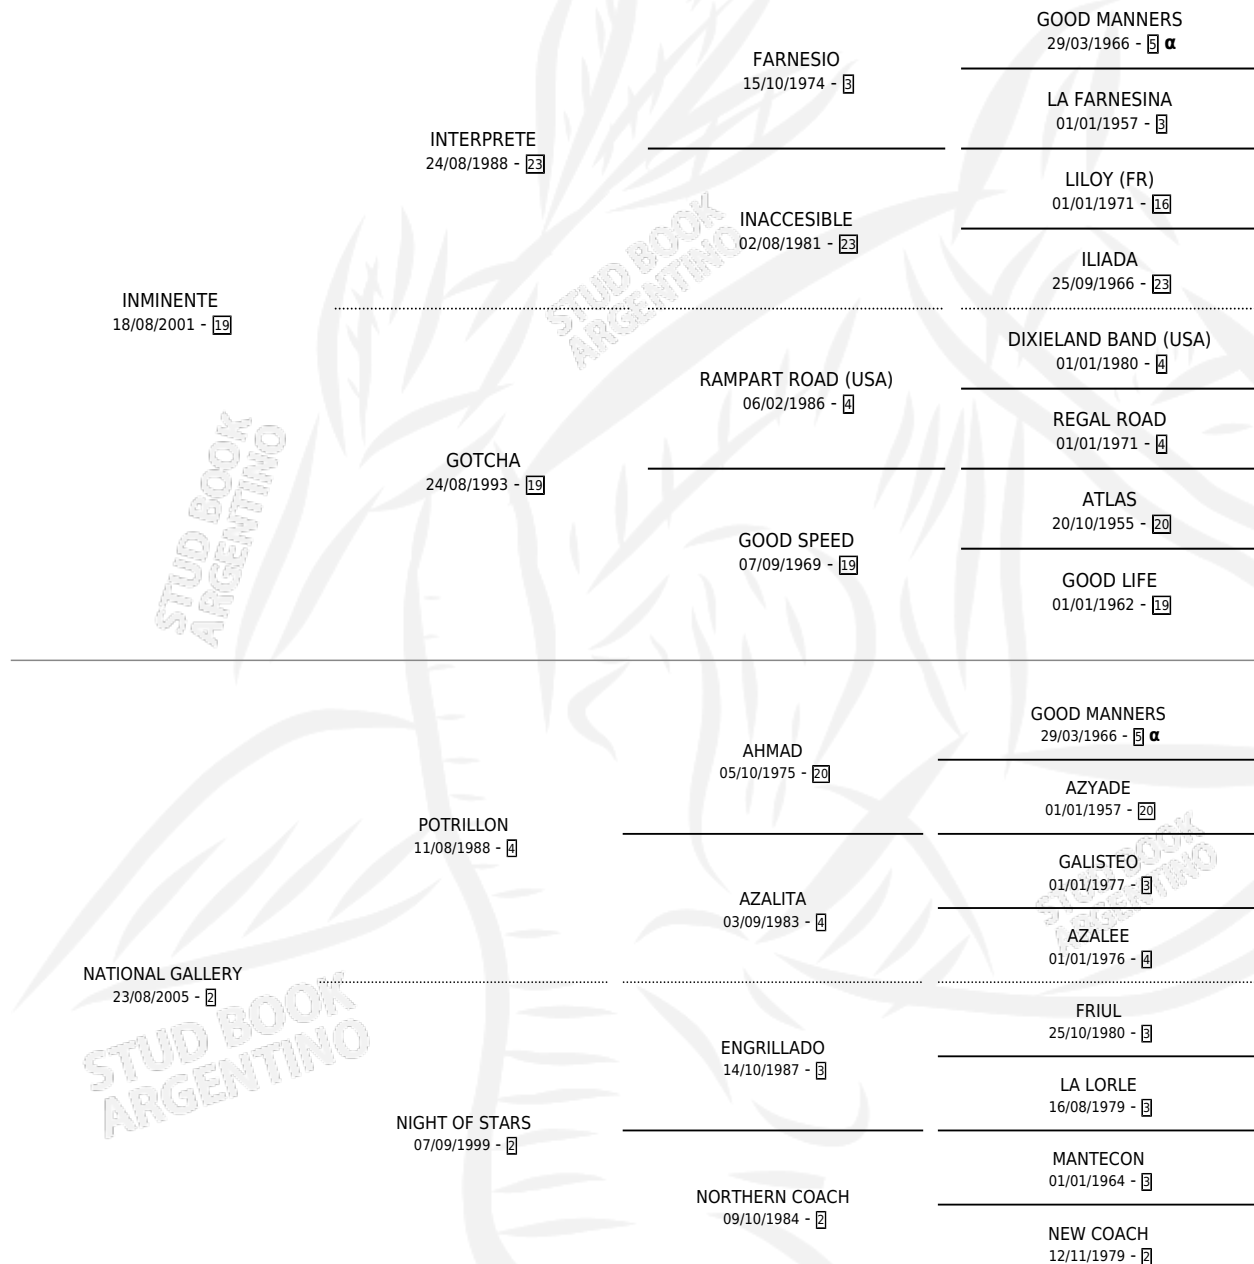 GOOD MANNERS
29/03/1966 - 5 α
FARNESIO
15/10/1974 - 3
LA FARNESINA
01/01/1957 - 3
INTERPRETE
24/08/1988 - 23
LILOY (FR)
01/01/1971 - 16
INACCESIBLE
02/08/1981 - 23
ILIADA
25/09/1966 - 23
INMINENTE
18/08/2001 - 19
DIXIELAND BAND (USA)
01/01/1980 - 4
RAMPART ROAD (USA)
06/02/1986 - 4
REGAL ROAD
01/01/1971 - 4
GOTCHA
24/08/1993 - 19
ATLAS
20/10/1955 - 20
GOOD SPEED
07/09/1969 - 19
GOOD LIFE
01/01/1962 - 19
GOOD MANNERS
29/03/1966 - 5 α
AHMAD
05/10/1975 - 20
AZYADE
01/01/1957 - 20
POTRILLON
11/08/1988 - 4
GALISTEO
01/01/1977 - 3
AZALITA
03/09/1983 - 4
AZALEE
01/01/1976 - 4
NATIONAL GALLERY
23/08/2005 - 2
FRIUL
25/10/1980 - 3
ENGRILLADO
14/10/1987 - 3
LA LORLE
16/08/1979 - 3
NIGHT OF STARS
07/09/1999 - 2
MANTECON
01/01/1964 - 3
NORTHERN COACH
09/10/1984 - 2
NEW COACH
12/11/1979 - 2
STUD BOOK
ARGENTINO
STUD BOOK
ARGENTINO
STUD BOOK
ARGENTINO
STUD BOOK
ARGENTINO